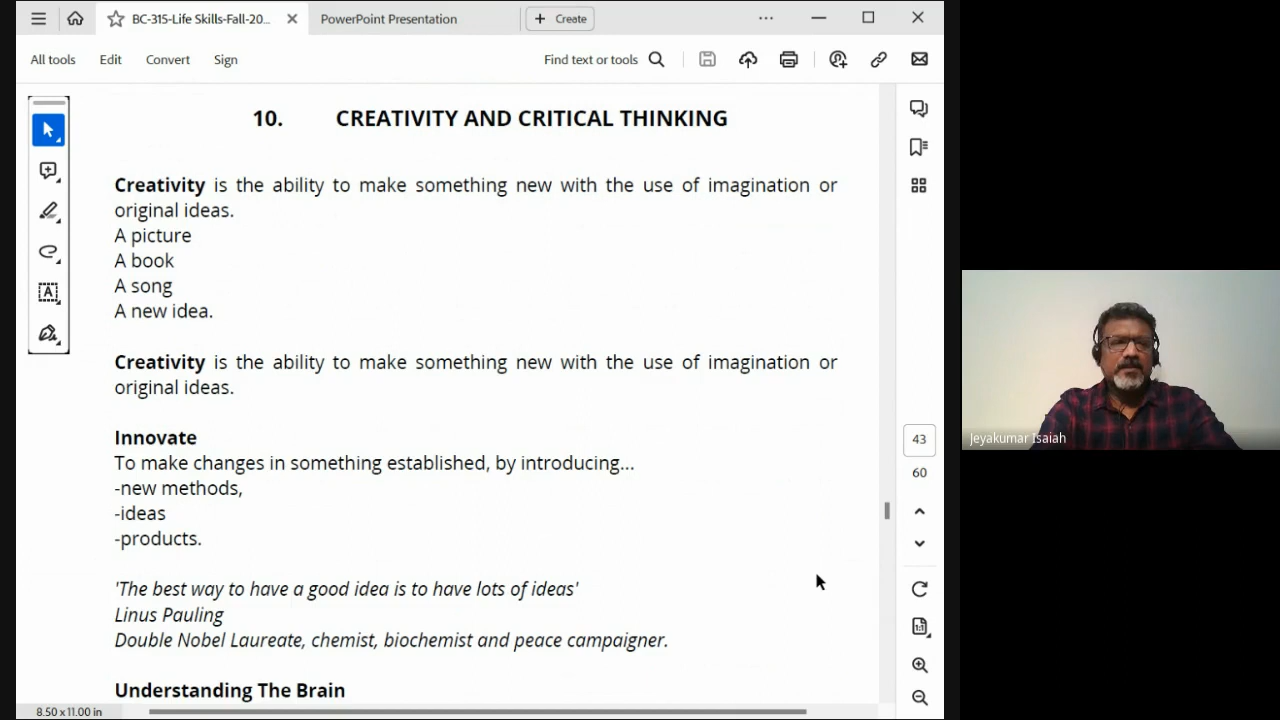 BC-315-Life Skills-Fall-20...
PowerPoint Presentation
Create
All tools
Edit
Convert
Sign
Find text or tools
10. CREATIVITY AND CRITICAL THINKING
Creativity is the ability to make something new with the use of imagination or
original ideas.
A picture
A book
A song
A new idea.
Creativity is the ability to make something new with the use of imagination or
original ideas.
Innovate
To make changes in something established, by introducing...
-new methods,
-ideas
-products.
'The best way to have a good idea is to have lots of ideas'
Linus Pauling
Double Nobel Laureate, chemist, biochemist and peace campaigner.
Understanding The Brain
43
60
8.50 x 11.00 in
Jeyakumar Isaiah